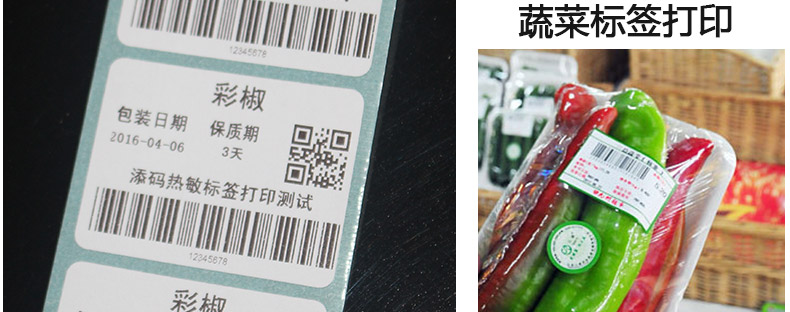 蔬菜标签打印
12345678
彩椒
包装日期 保质期
2016-04-06 3天
添码热敏标签打印测试
12345678
彩椒